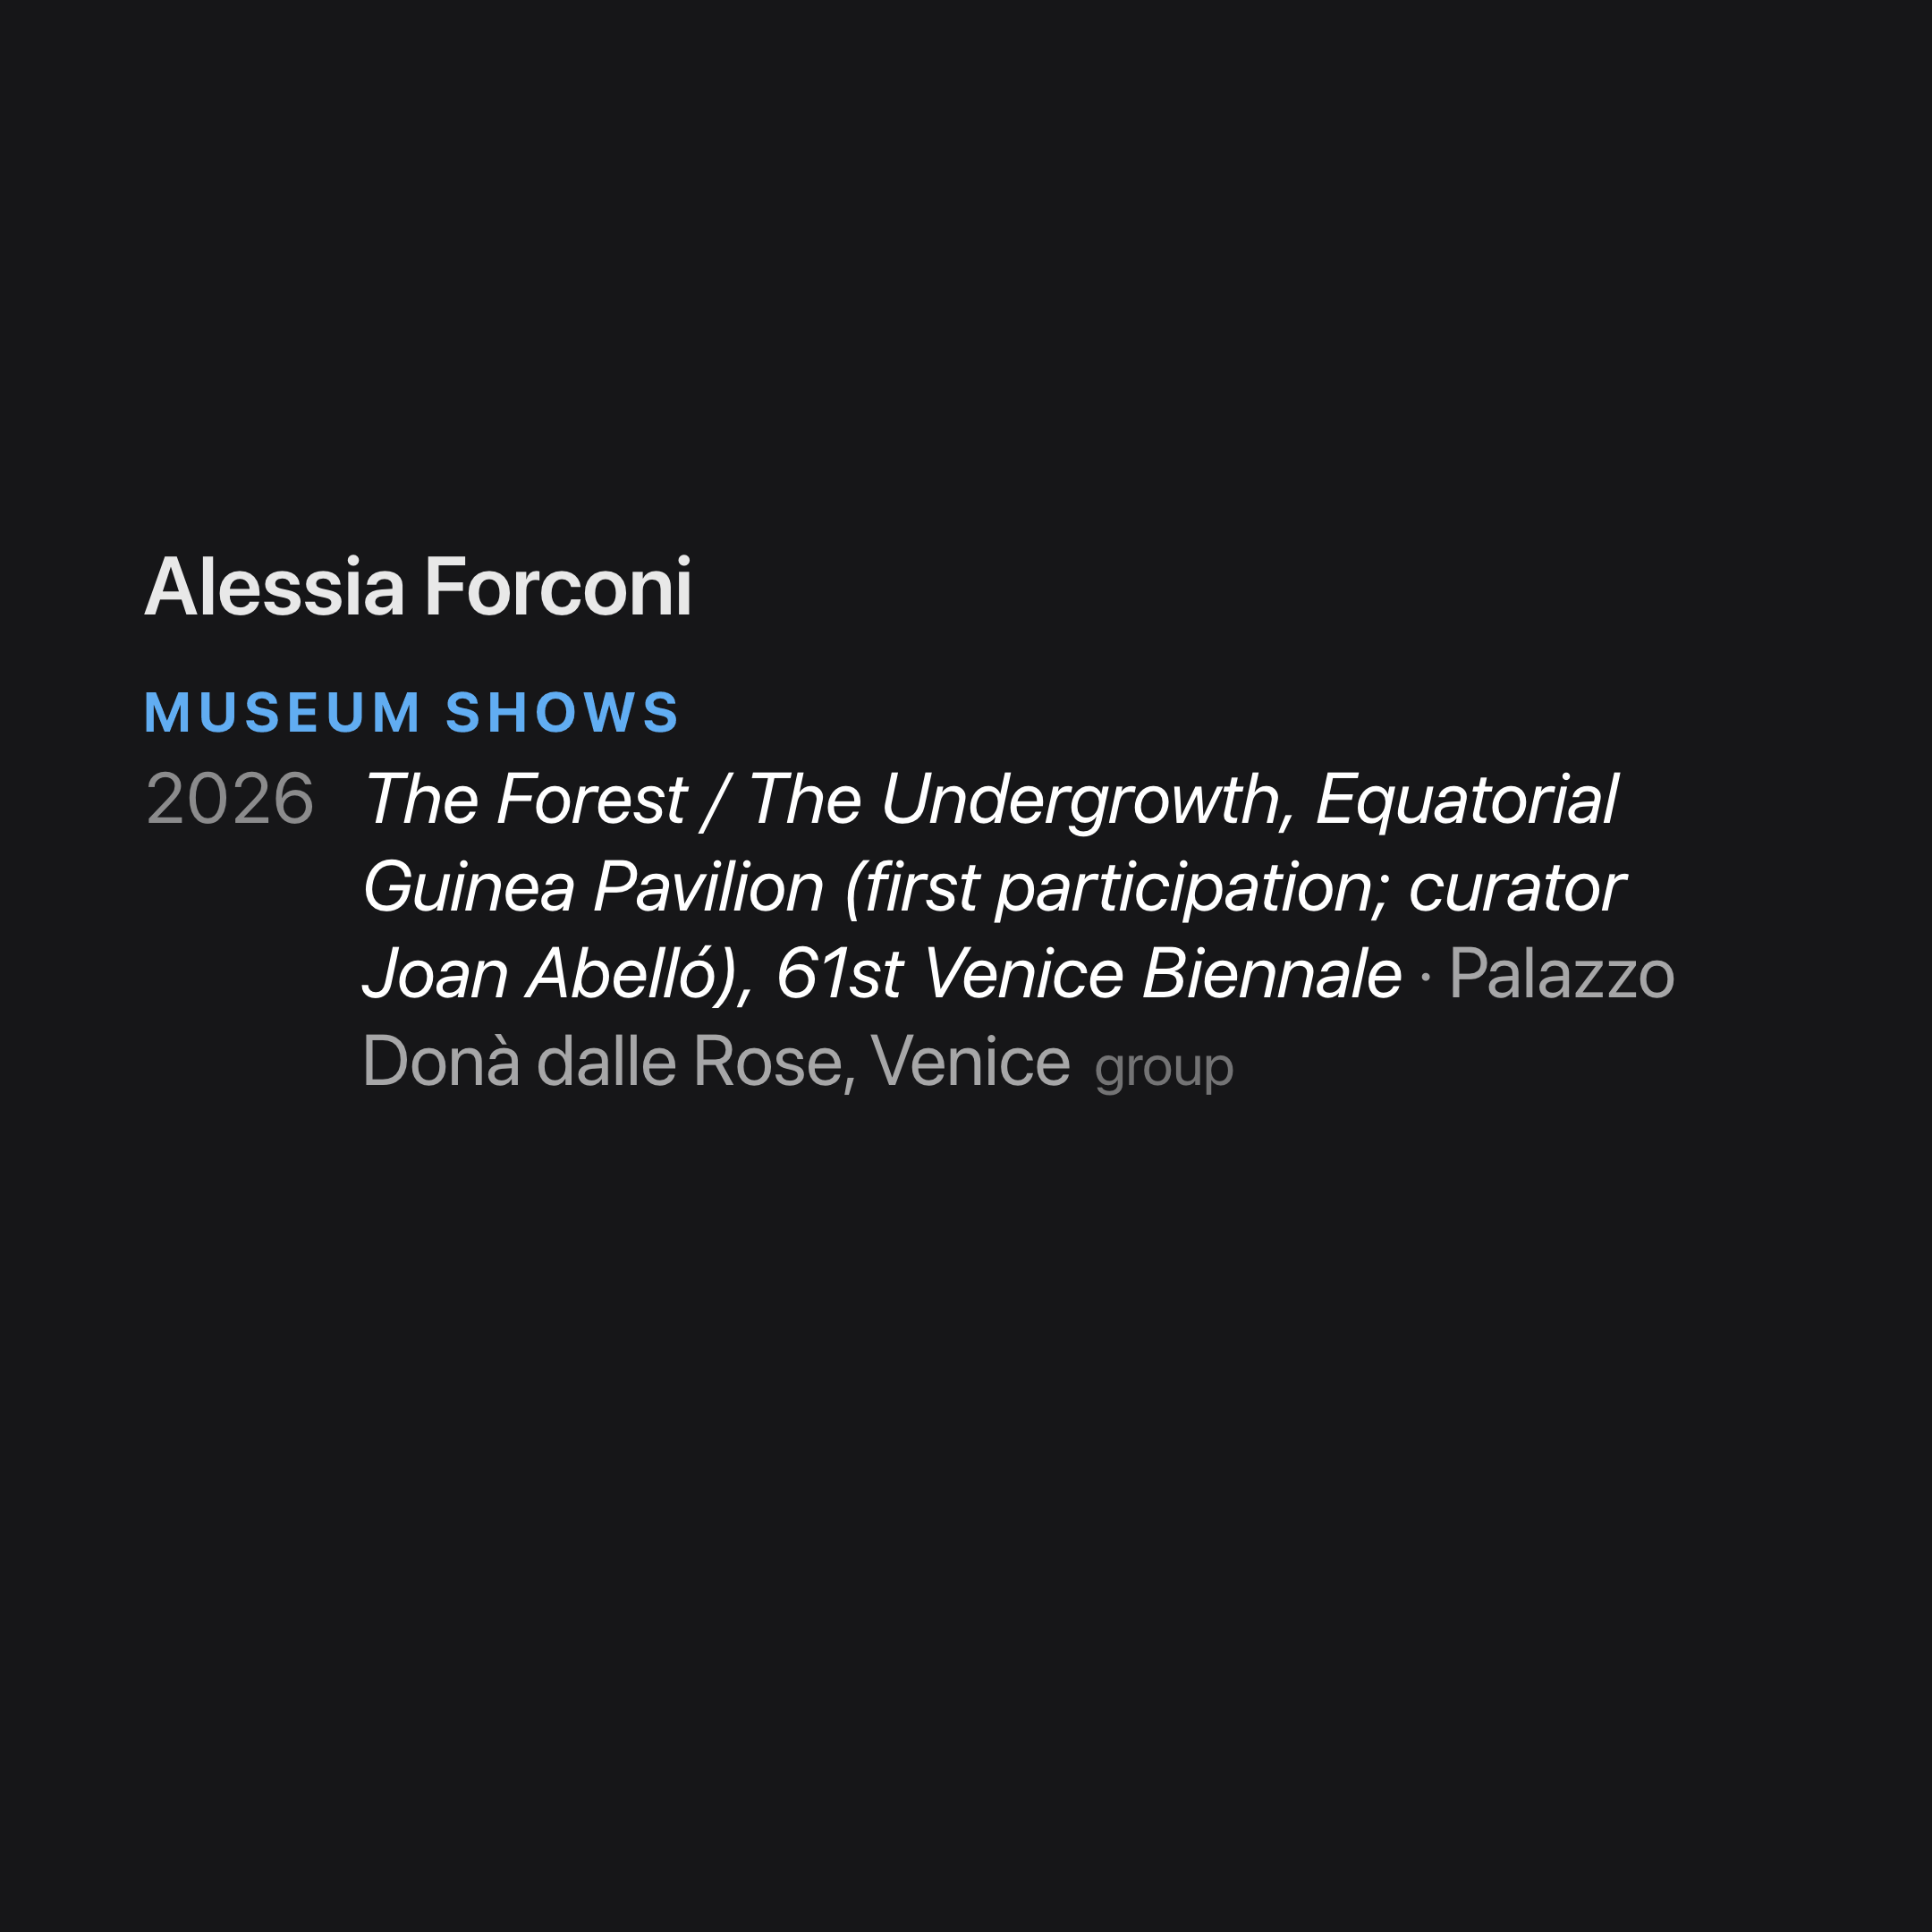 Alessia Forconi
MUSEUM SHOWS
2026 The Forest / The Undergrowth, Equatorial
Guinea Pavilion (first participation; curator
Joan Abelló), 61st Venice Biennale · Palazzo
Donà dalle Rose, Venice group